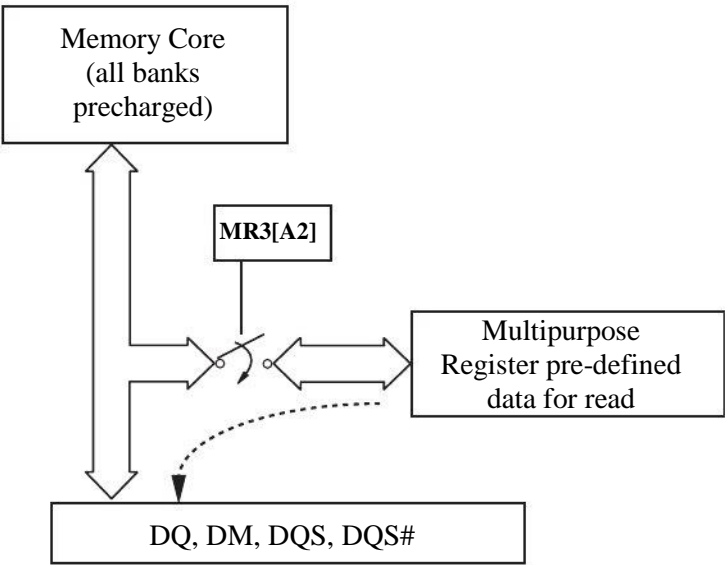 Memory Core
(all banks
precharged)
MR3[A2]
Multipurpose
Register pre-defined
data for read
DQ, DM, DQS, DQS#